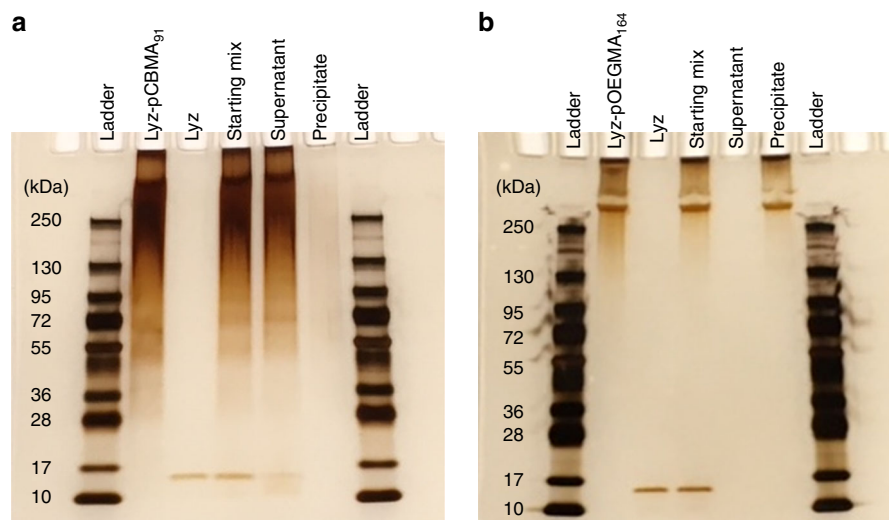 a
Ladder
Lyz-pCBMA₉₁
Lyz
Starting mix
Supernatant
Precipitate
Ladder
(kDa)
250
130
95
72
55
36
28
17
10
b
Ladder
Lyz-pOEGMA₁₆₄
Lyz
Starting mix
Supernatant
Precipitate
Ladder
(kDa)
250
130
95
72
55
36
28
17
10